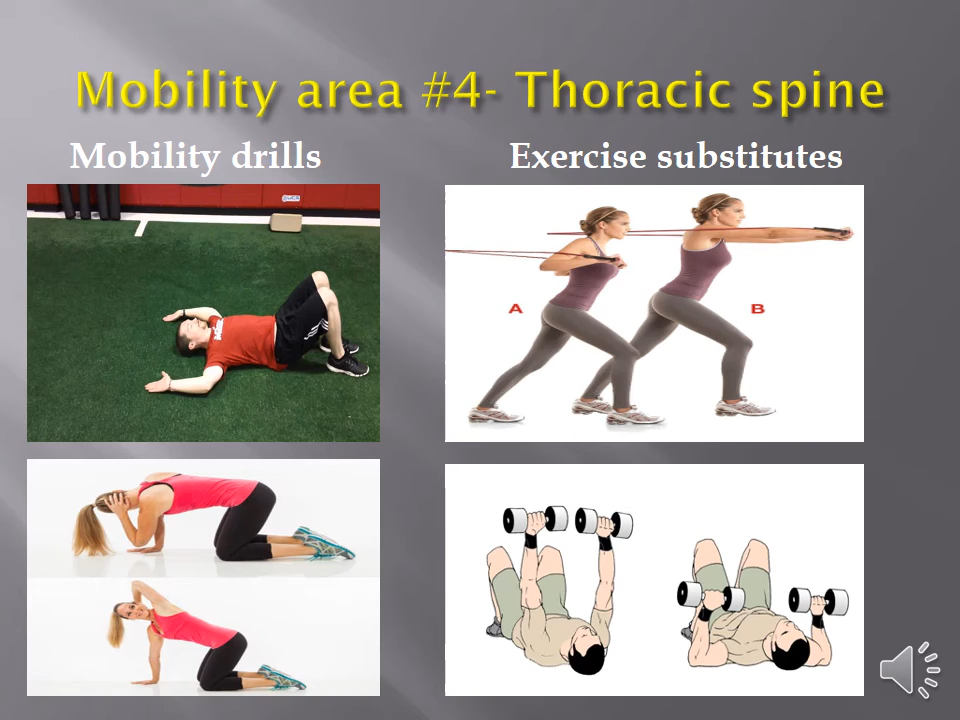 Mobility area #4- Thoracic spine
Mobility drills
Exercise substitutes
A
B